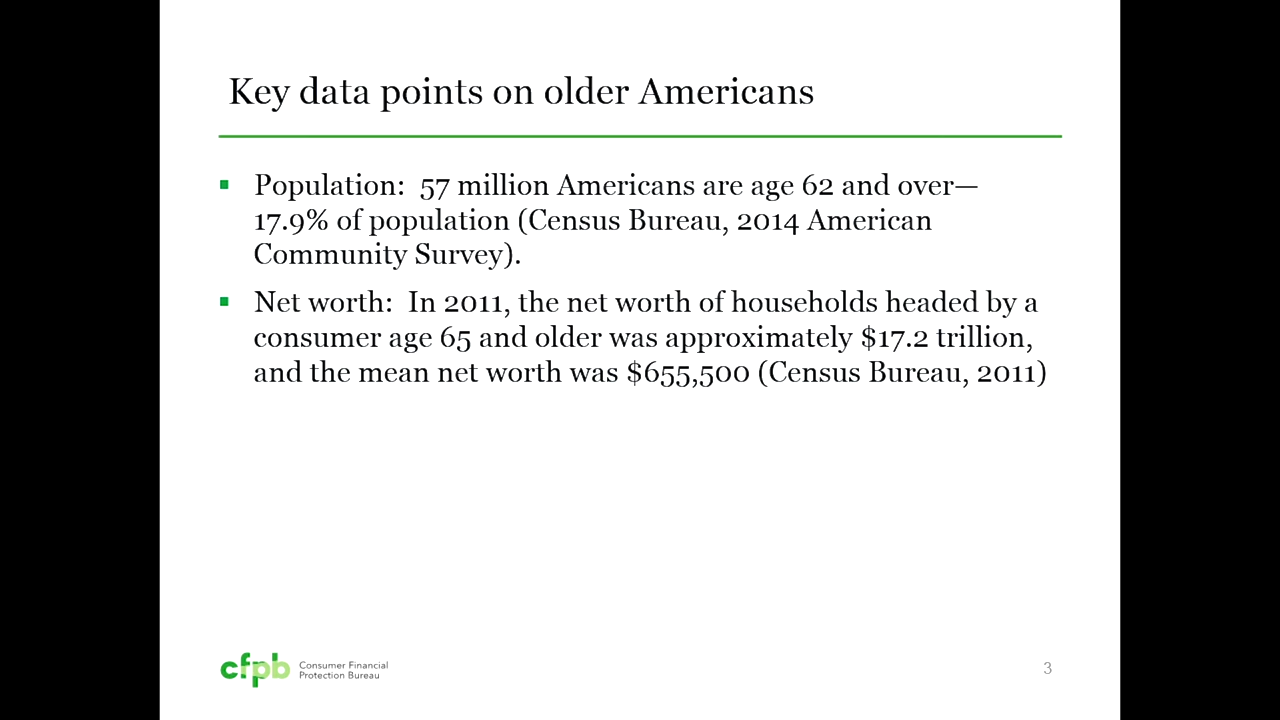 Key data points on older Americans
Population:  57 million Americans are age 62 and over—
17.9% of population (Census Bureau, 2014 American
Community Survey).
Net worth:  In 2011, the net worth of households headed by a
consumer age 65 and older was approximately $17.2 trillion,
and the mean net worth was $655,500 (Census Bureau, 2011)
cfpb
Consumer Financial
Protection Bureau
3